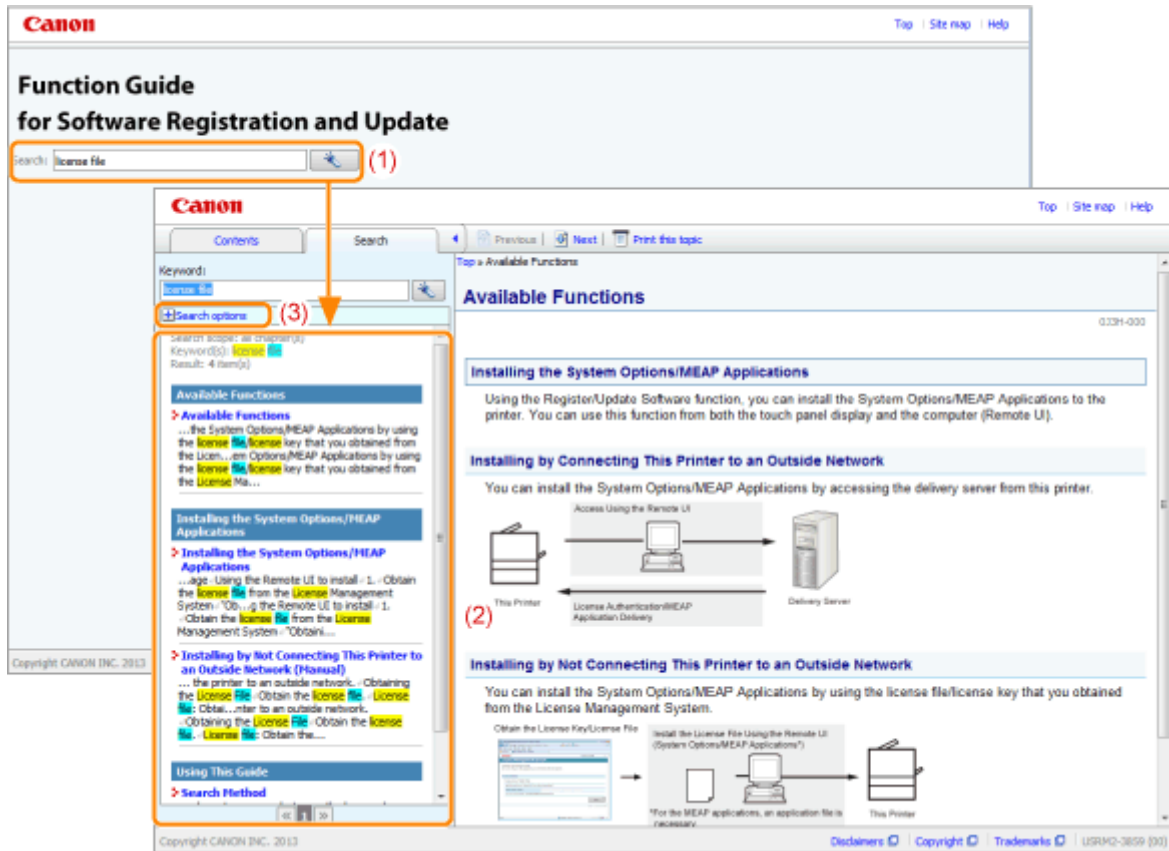 Canon
Top | Site map | Help
Function Guide
for Software Registration and Update
Search: license file
(1)
Canon
Top | Site map | Help
Contents
Search
Previous | Next | Print this topic
Keyword:
license file
Search options
(3)
Search scope: all chapter(s)
Keyword(s): license file
Result: 4 item(s)
Available Functions
Available Functions
...the System Options/MEAP Applications by using
the license file/license key that you obtained from
the Licen...em Options/MEAP Applications by using
the license file/license key that you obtained from
the License Ma...
Installing the System Options/MEAP
Applications
Installing the System Options/MEAP
Applications
...age -Using the Remote UI to install -1. -Obtain
the license file from the License Management
System -"Ob...g the Remote UI to install -1.
-Obtain the license file from the License
Management System -"Obtaini....
Installing by Not Connecting This Printer to
an Outside Network (Manual)
... the printer to an outside network. -Obtaining
the License File -Obtain the license file. -License
file: Obtai...nter to an outside network.
-Obtaining the License File -Obtain the license
file. -License file: Obtain the....
Using This Guide
Search Method
« 1 »
Top » Available Functions
Available Functions
0J3H-000
Installing the System Options/MEAP Applications
Using the Register/Update Software function, you can install the System Options/MEAP Applications to the
printer. You can use this function from both the touch panel display and the computer (Remote UI).
Installing by Connecting This Printer to an Outside Network
You can install the System Options/MEAP Applications by accessing the delivery server from this printer.
Access Using the Remote UI
This Printer
License Authentication/MEAP
Application Delivery
Delivery Server
(2)
Installing by Not Connecting This Printer to an Outside Network
You can install the System Options/MEAP Applications by using the license file/license key that you obtained
from the License Management System.
Obtain the License Key/License File
Install the License File Using the Remote UI
(System Options/MEAP Applications*)
*For the MEAP applications, an application file is
necessary
This Printer
Copyright CANON INC. 2013
Copyright CANON INC. 2013
Disclaimers Copyright Trademarks USRM2-3859 (00)